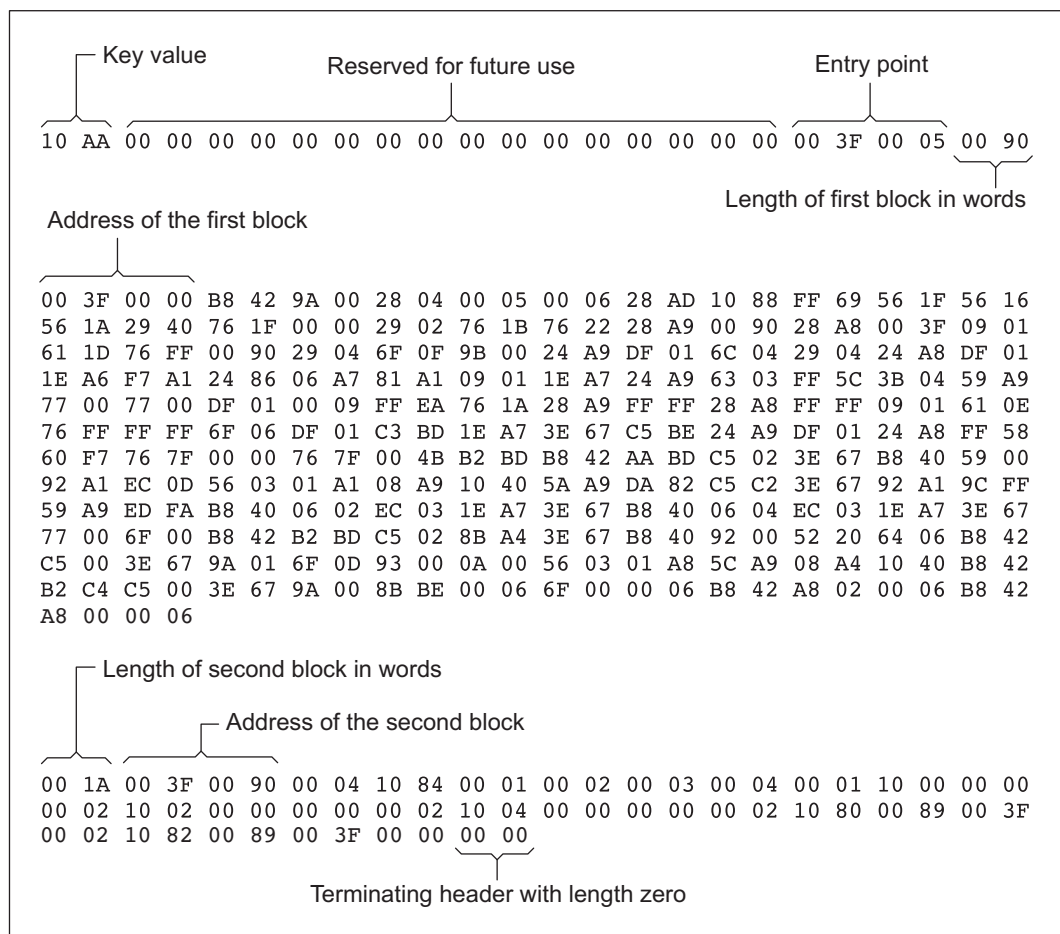 Key value
Reserved for future use
Entry point
10 AA 00 00 00 00 00 00 00 00 00 00 00 00 00 00 00 00 00 3F 00 05 00 90
Length of first block in words
Address of the first block
00 3F 00 00 B8 42 9A 00 28 04 00 05 00 06 28 AD 10 88 FF 69 56 1F 56 16
56 1A 29 40 76 1F 00 00 29 02 76 1B 76 22 28 A9 00 90 28 A8 00 3F 09 01
61 1D 76 FF 00 90 29 04 6F 0F 9B 00 24 A9 DF 01 6C 04 29 04 24 A8 DF 01
1E A6 F7 A1 24 86 06 A7 81 A1 09 01 1E A7 24 A9 63 03 FF 5C 3B 04 59 A9
77 00 77 00 DF 01 00 09 FF EA 76 1A 28 A9 FF FF 28 A8 FF FF 09 01 61 0E
76 FF FF FF 6F 06 DF 01 C3 BD 1E A7 3E 67 C5 BE 24 A9 DF 01 24 A8 FF 58
60 F7 76 7F 00 00 76 7F 00 4B B2 BD B8 42 AA BD C5 02 3E 67 B8 40 59 00
92 A1 EC 0D 56 03 01 A1 08 A9 10 40 5A A9 DA 82 C5 C2 3E 67 92 A1 9C FF
59 A9 ED FA B8 40 06 02 EC 03 1E A7 3E 67 B8 40 06 04 EC 03 1E A7 3E 67
77 00 6F 00 B8 42 B2 BD C5 02 8B A4 3E 67 B8 40 92 00 52 20 64 06 B8 42
C5 00 3E 67 9A 01 6F 0D 93 00 0A 00 56 03 01 A8 5C A9 08 A4 10 40 B8 42
B2 C4 C5 00 3E 67 9A 00 8B BE 00 06 6F 00 00 06 B8 42 A8 02 00 06 B8 42
A8 00 00 06
Length of second block in words
Address of the second block
00 1A 00 3F 00 90 00 04 10 84 00 01 00 02 00 03 00 04 00 01 10 00 00 00
00 02 10 02 00 00 00 00 00 02 10 04 00 00 00 00 00 02 10 80 00 89 00 3F
00 02 10 82 00 89 00 3F 00 00 00 00
Terminating header with length zero